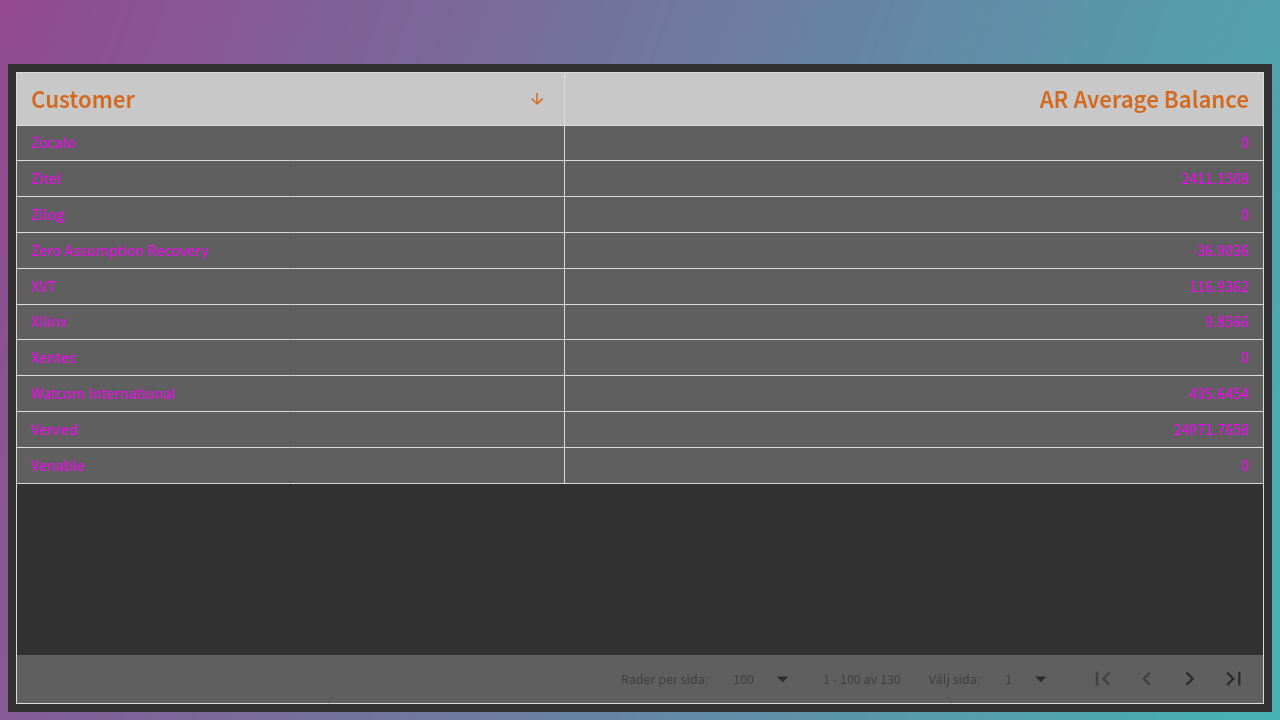 Customer AR Average Balance
Zocalo 0
Zitel 2411.1508
Zilog 0
Zero Assumption Recovery -36.9036
XVT 116.9362
Xilinx 9.8566
Xentec 0
Watcom International 435.6454
Venred 24971.7658
Venable 0
Rader per sida: 100 1 - 100 av 130 Välj sida: 1